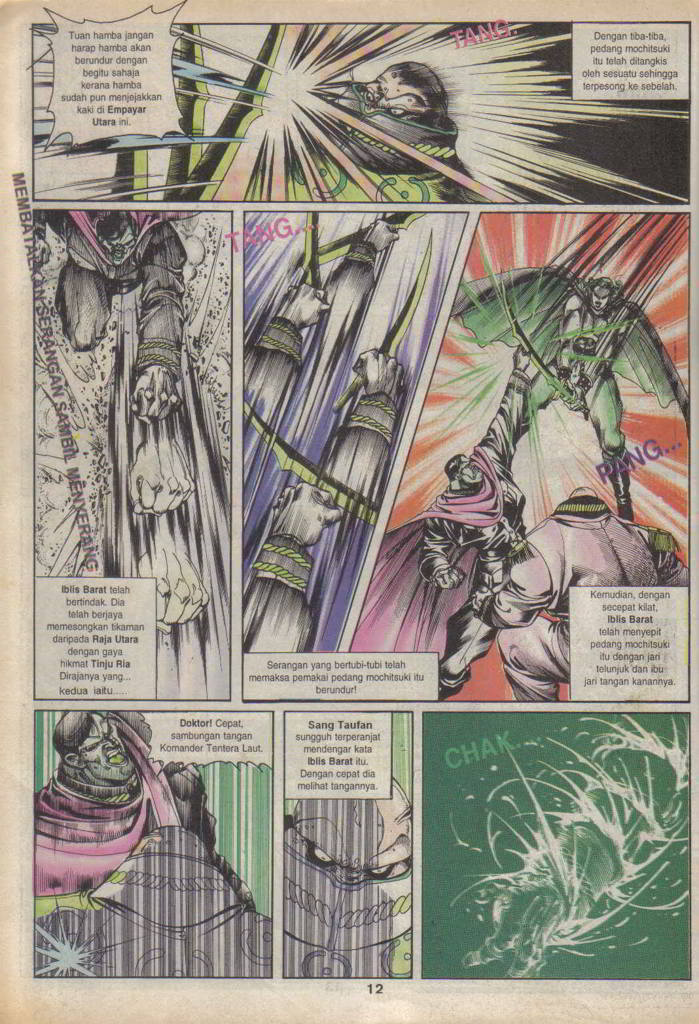 Tuan hamba jangan
harap hamba akan
berundur dengan
begitu sahaja
kerana hamba
sudah pun menjejakkan
kaki di Empayar
Utara ini.
TANG.
Dengan tiba-tiba,
pedang mochitsuki
itu telah ditangkis
oleh sesuatu sehingga
terpesong ke sebelah.
SERANGAN SAMBIL MENYERANG
Iblis Barat telah
bertindak. Dia
telah berjaya
memesongkan tikaman
daripada Raja Utara
dengan gaya
hikmat Tinju Ria
Dirajanya yang...
kedua iaitu.....
TANG...
Serangan yang bertubi-tubi telah
memaksa pemakai pedang mochitsuki itu
berundur!
PANG...
Kemudian, dengan
secepat kilat,
Iblis Barat
telah menyepit
pedang mochitsuki
itu dengan jari
telunjuk dan ibu
jari tangan kanannya.
Doktor! Cepat,
sambungan tangan
Komander Tentera Laut.
Sang Taufan
sungguh terperanjat
mendengar kata
Iblis Barat itu.
Dengan cepat dia
melihat tangannya.
CHAK....
12